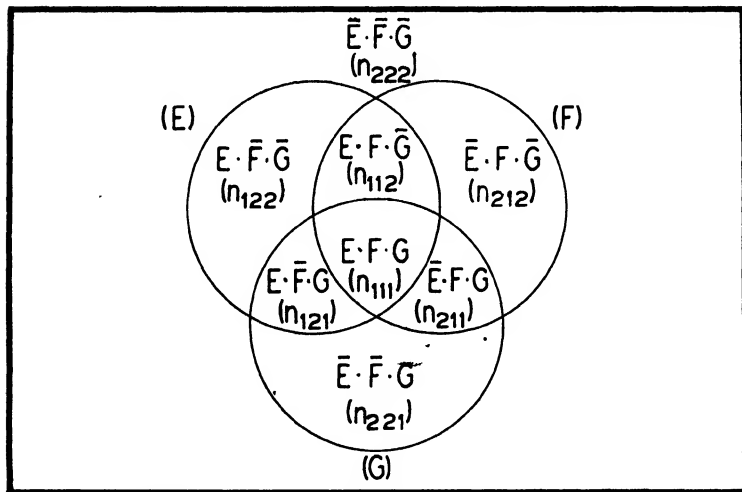 Ē · F̄ · Ḡ
(n₂₂₂)
(E)
(F)
E · F̄ · Ḡ
(n₁₂₂)
E · F · Ḡ
(n₁₁₂)
Ē · F · Ḡ
(n₂₁₂)
E · F̄ · G
(n₁₂₁)
E · F · G
(n₁₁₁)
Ē · F · G
(n₂₁₁)
Ē · F̄ · G
(n₂₂₁)
(G)